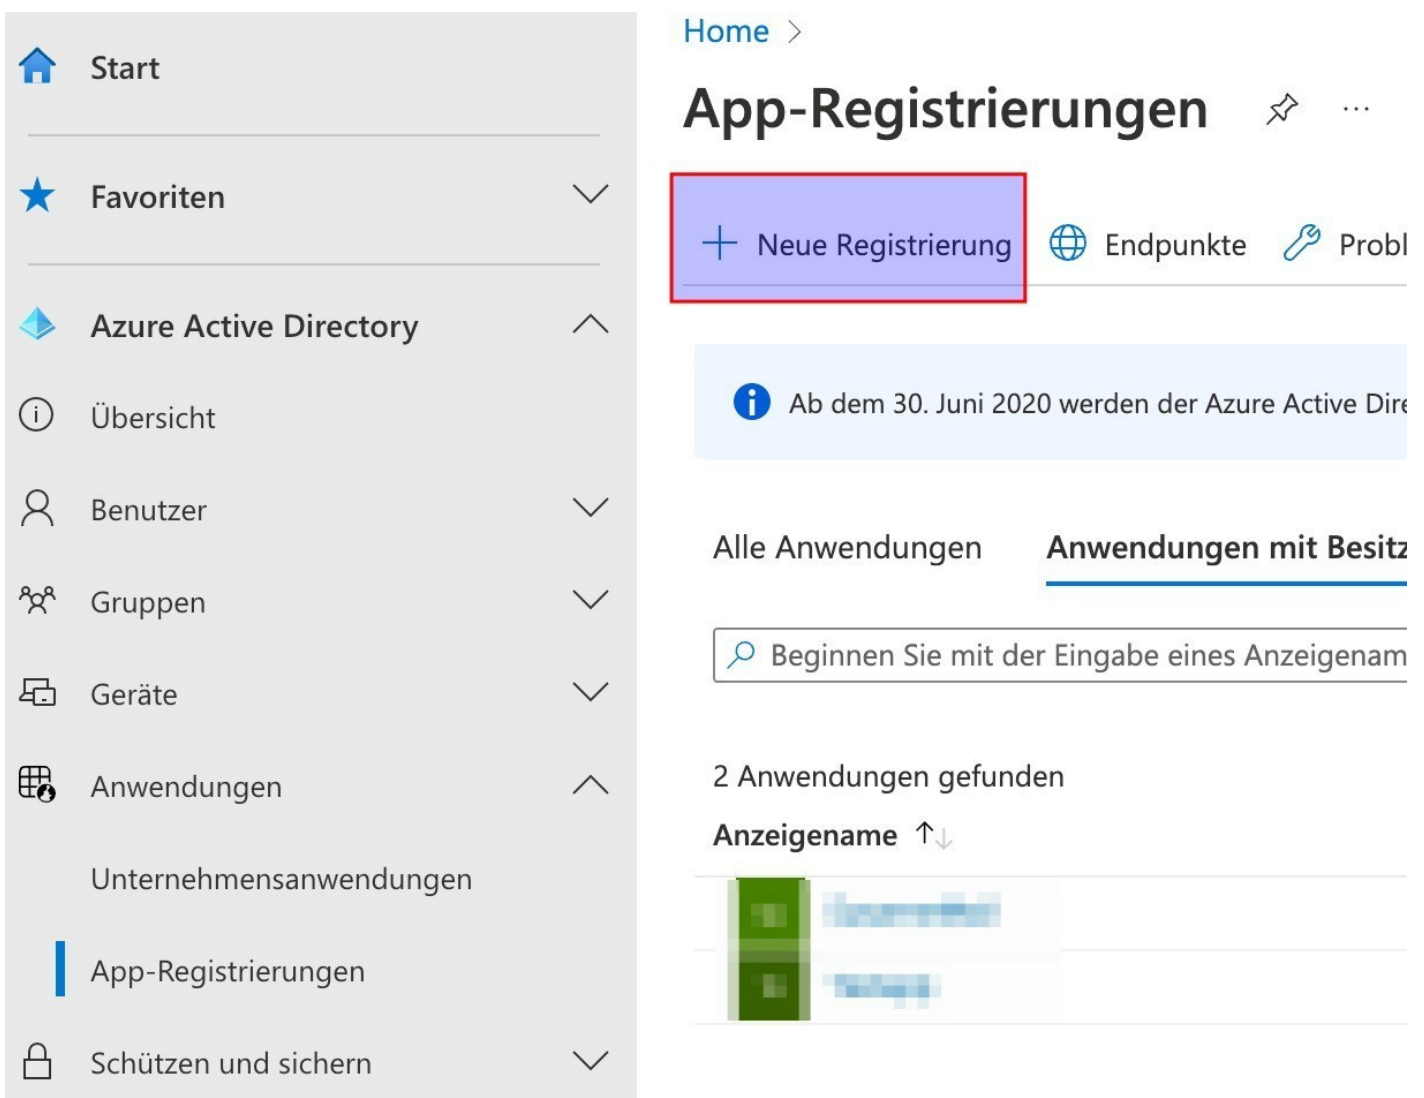 Start
Favoriten
Azure Active Directory
Übersicht
Benutzer
Gruppen
Geräte
Anwendungen
Unternehmensanwendungen
App-Registrierungen
Schützen und sichern
Home
App-Registrierungen
Neue Registrierung
Endpunkte
Ab dem 30. Juni 2020 werden der Azure Active
Alle Anwendungen
Anwendungen mit
Beginnen Sie mit der Eingabe eines
2 Anwendungen gefunden
Anzeigename